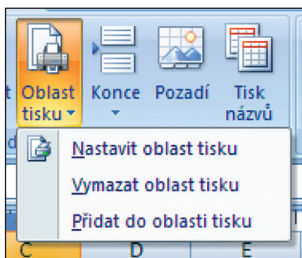 Oblast
tisku
Konce
Pozadí
Tisk
názvů
Nastavit oblast tisku
Vymazat oblast tisku
Přidat do oblasti tisku
C D E